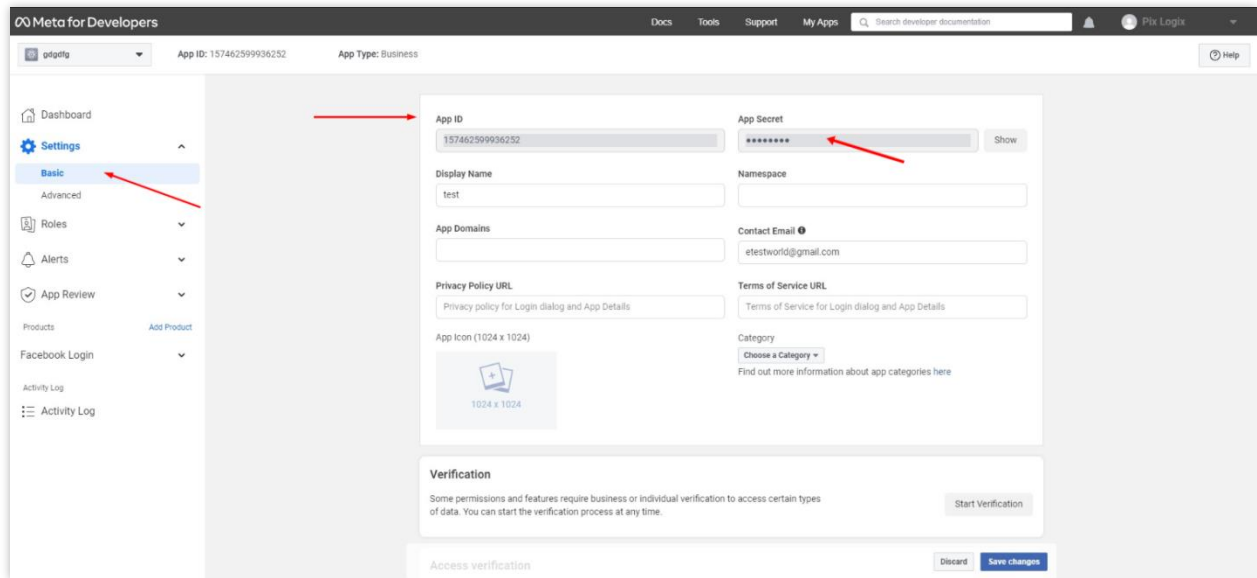 Meta for Developers
Docs Tools Support My Apps Search developer documentation Pix Logix
gdgdfg App ID: 157462599936252 App Type: Business Help
Dashboard
Settings
Basic
Advanced
Roles
Alerts
App Review
Products Add Product
Facebook Login
Activity Log
Activity Log
App ID App Secret
157462599936252 •••••••• Show
Display Name Namespace
test
App Domains Contact Email
etestworld@gmail.com
Privacy Policy URL Terms of Service URL
Privacy policy for Login dialog and App Details Terms of Service for Login dialog and App Details
App Icon (1024 x 1024) Category
Choose a Category
Find out more information about app categories here
1024 x 1024
Verification
Some permissions and features require business or individual verification to access certain types
of data. You can start the verification process at any time.
Start Verification
Access verification
Discard Save changes